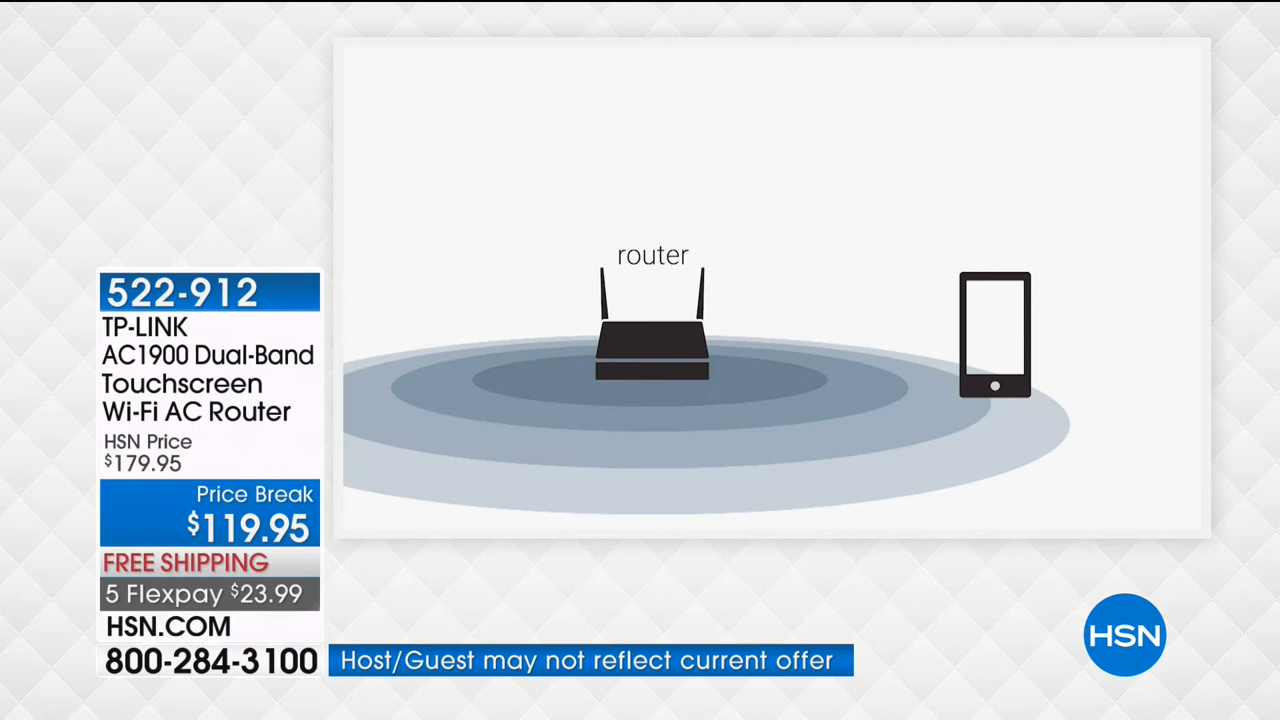 router
522-912
TP-LINK
AC1900 Dual-Band
Touchscreen
Wi-Fi AC Router
HSN Price
$179.95
Price Break
$119.95
FREE SHIPPING
5 Flexpay $23.99
HSN.COM
800-284-3100
Host/Guest may not reflect current offer
HSN